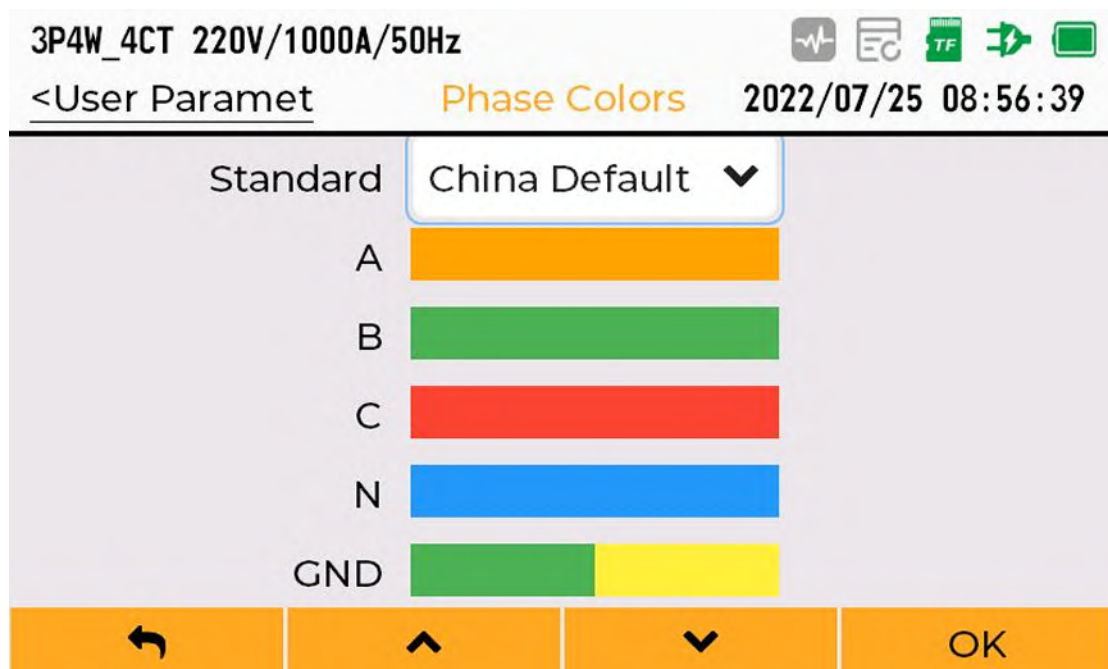 3P4W_4CT 220V/1000A/50Hz
TF
<User Paramet Phase Colors 2022/07/25 08:56:39
Standard China Default
A
B
C
N
GND
OK